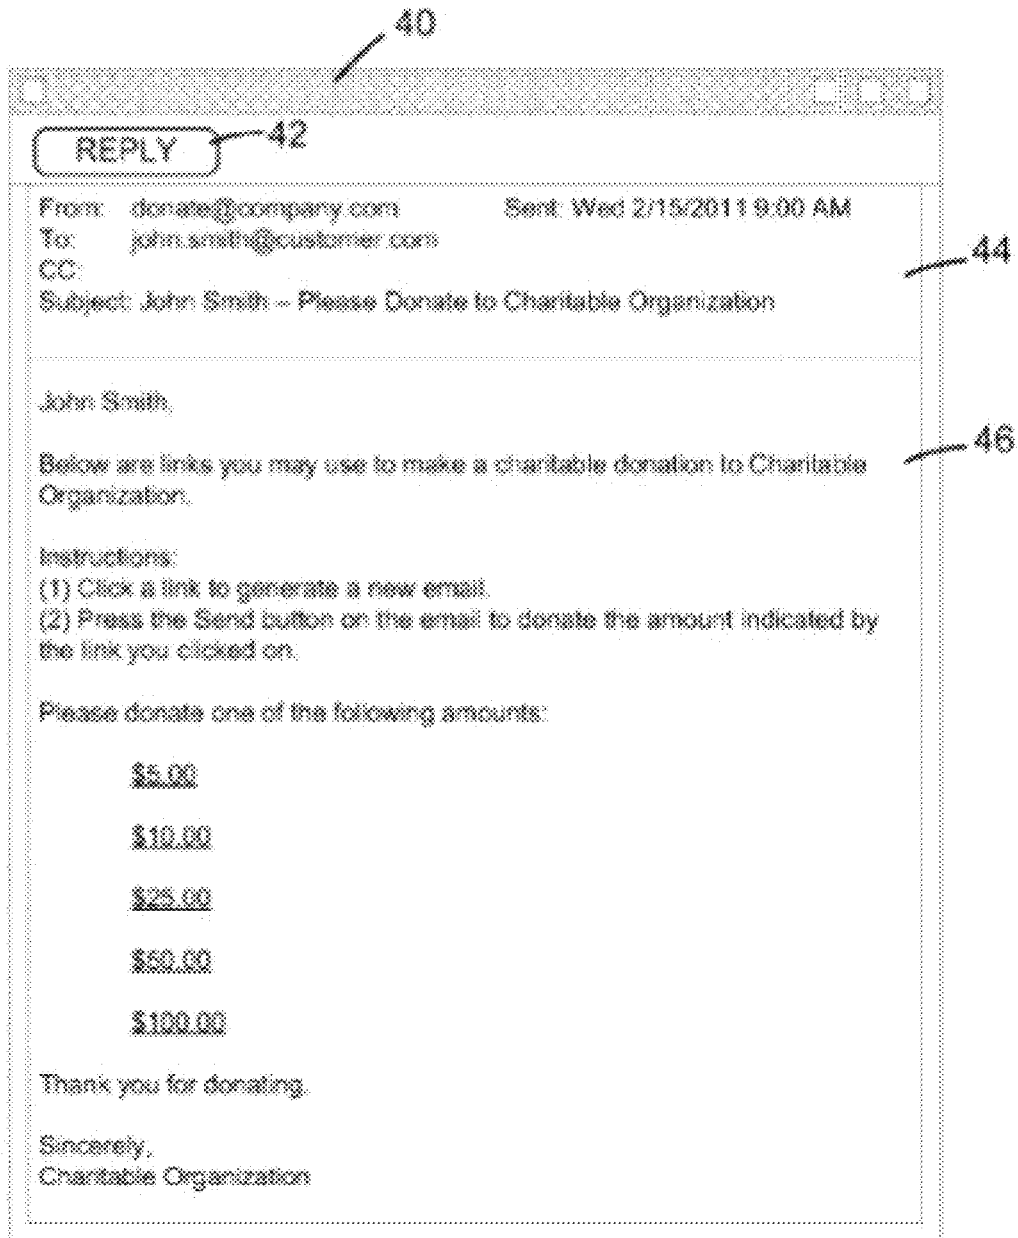 40
REPLY
42
From: donate@company.com Sent: Wed 2/15/2011 9:00 AM
To: john.smith@customer.com
44
CC:
Subject: John Smith – Please Donate to Charitable Organization
John Smith,
46
Below are links you may use to make a charitable donation to Charitable
Organization.
Instructions:
(1) Click a link to generate a new email.
(2) Press the Send button on the email to donate the amount indicated by
the link you clicked on.
Please donate one of the following amounts:
$5.00
$10.00
$25.00
$50.00
$100.00
Thank you for donating.
Sincerely,
Charitable Organization